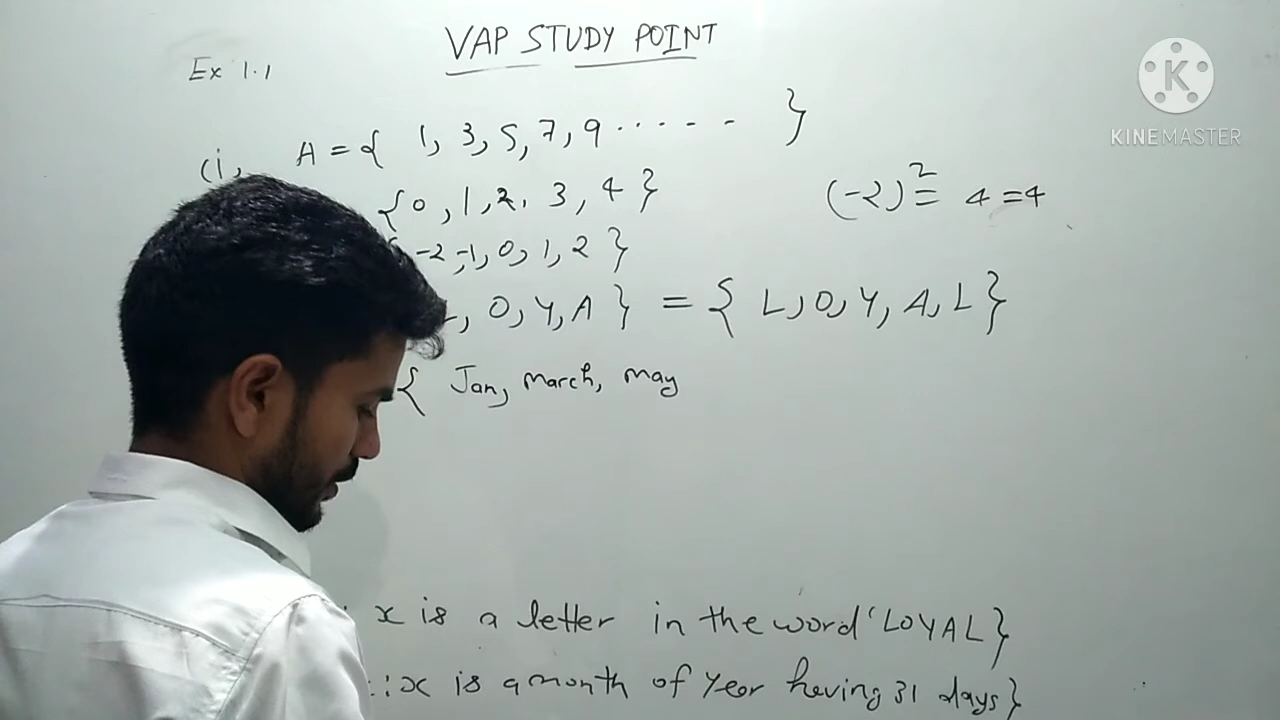 VAP STUDY POINT
Ex 1.1
KINEMASTER
(i, A = { 1, 3, 5, 7, 9 ..... - - }
{ 0, 1, 2, 3, 4 } (-2)² = 4 = 4
-2, -1, 0, 1, 2 }
, O, Y, A } = { L, O, Y, A, L }
{ Jan, march, may
x is a letter in the word 'LOYAL}
: x is a month of Year having 31 days}